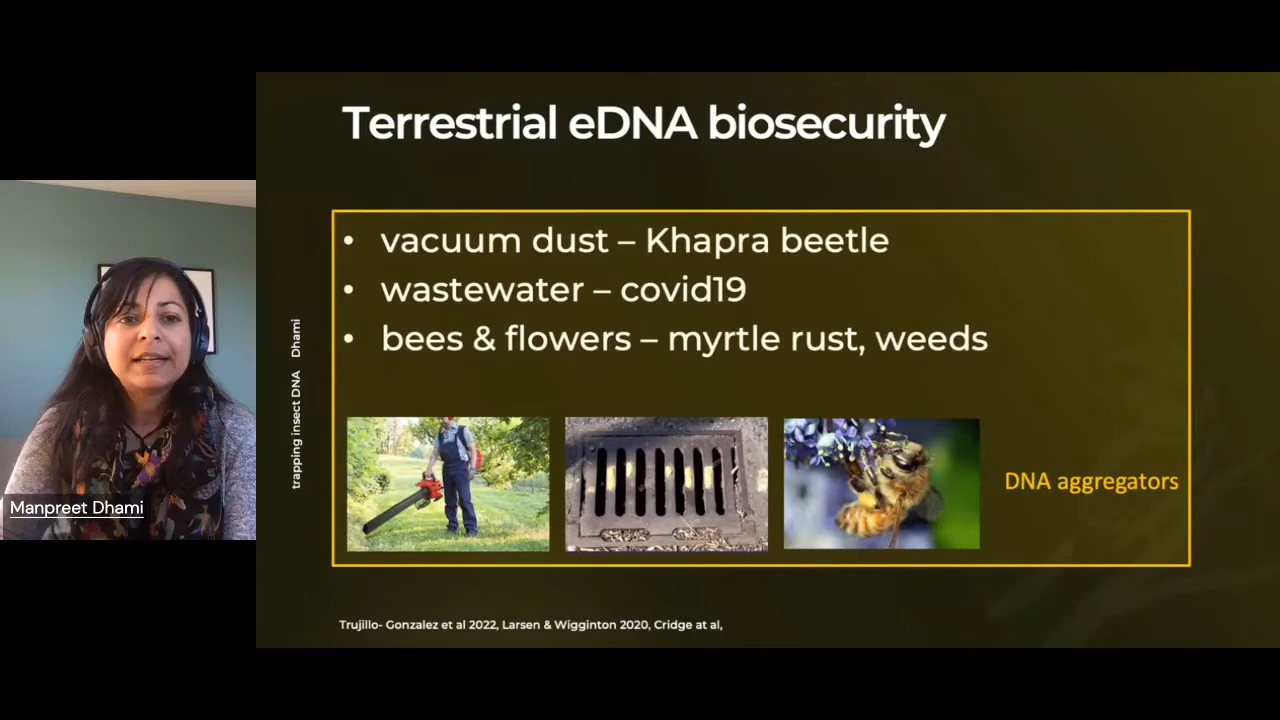 Terrestrial eDNA biosecurity
• vacuum dust – Khapra beetle
• wastewater – covid19
• bees & flowers – myrtle rust, weeds
DNA aggregators
trapping insect DNA Dhami
Manpreet Dhami
Trujillo- Gonzalez et al 2022, Larsen & Wigginton 2020, Cridge at al,